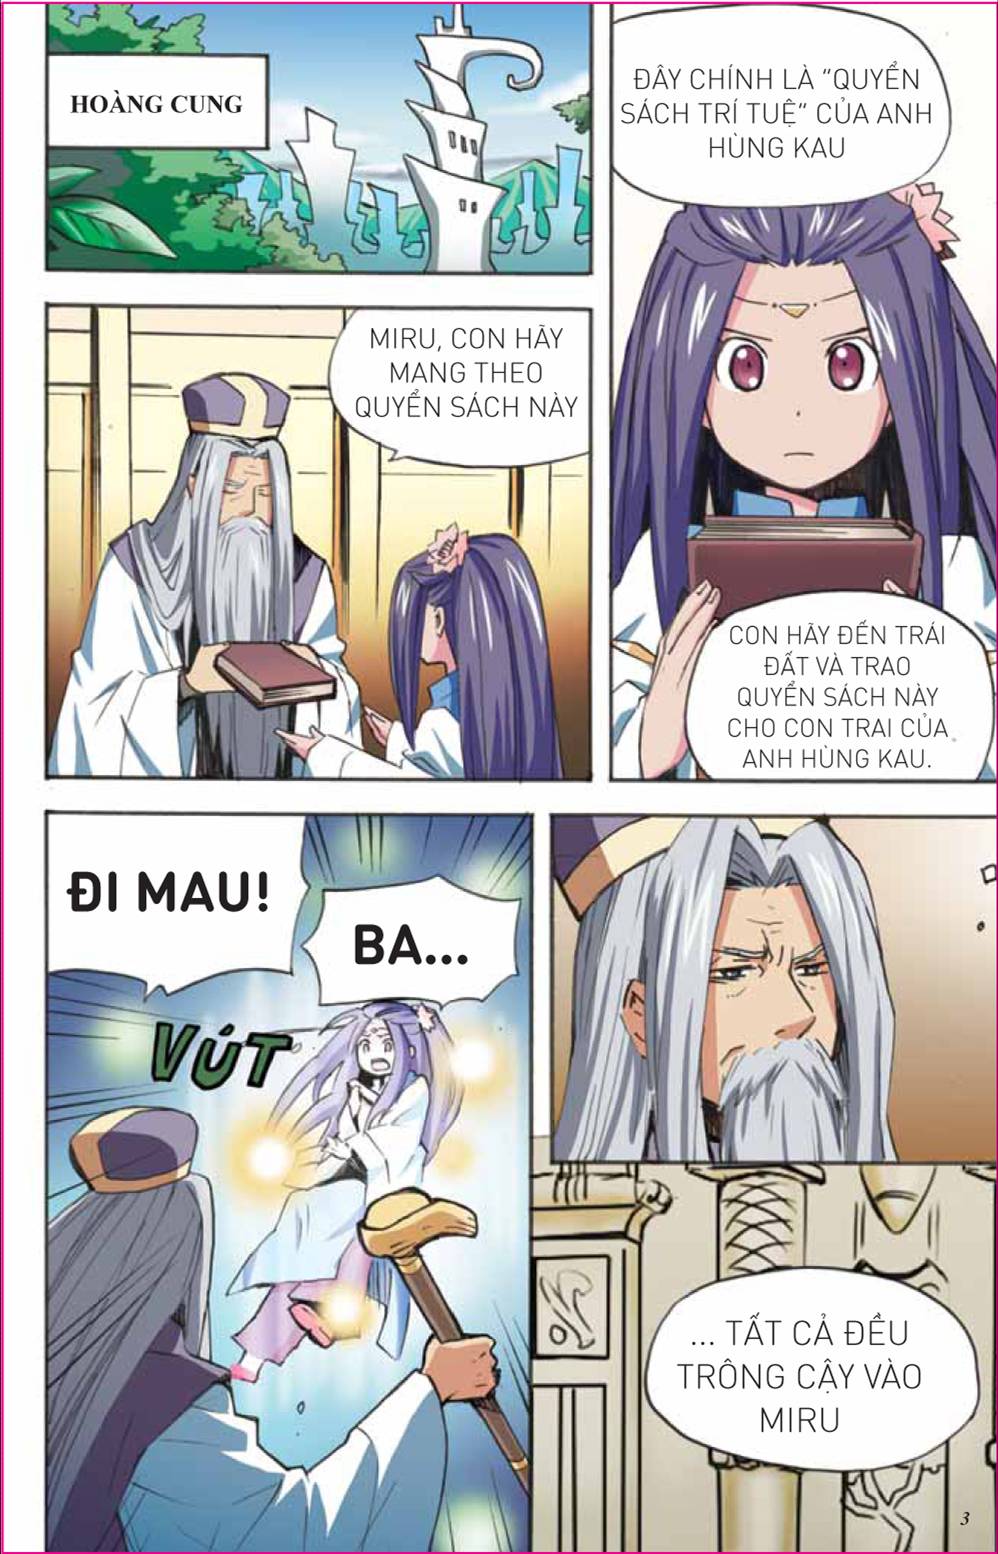 HOÀNG CUNG
MIRU, CON HÃY
MANG THEO
QUYỂN SÁCH NÀY
ĐÂY CHÍNH LÀ “QUYỂN
SÁCH TRÍ TUỆ“ CỦA ANH
HÙNG KAU
CON HÃY ĐẾN TRÁI
ĐẤT VÀ TRAO
QUYỂN SÁCH NÀY
CHO CON TRAI CỦA
ANH HÙNG KAU.
ĐI MAU!
BA...
VÚT
... TẤT CẢ ĐỀU
TRÔNG CẬY VÀO
MIRU
3